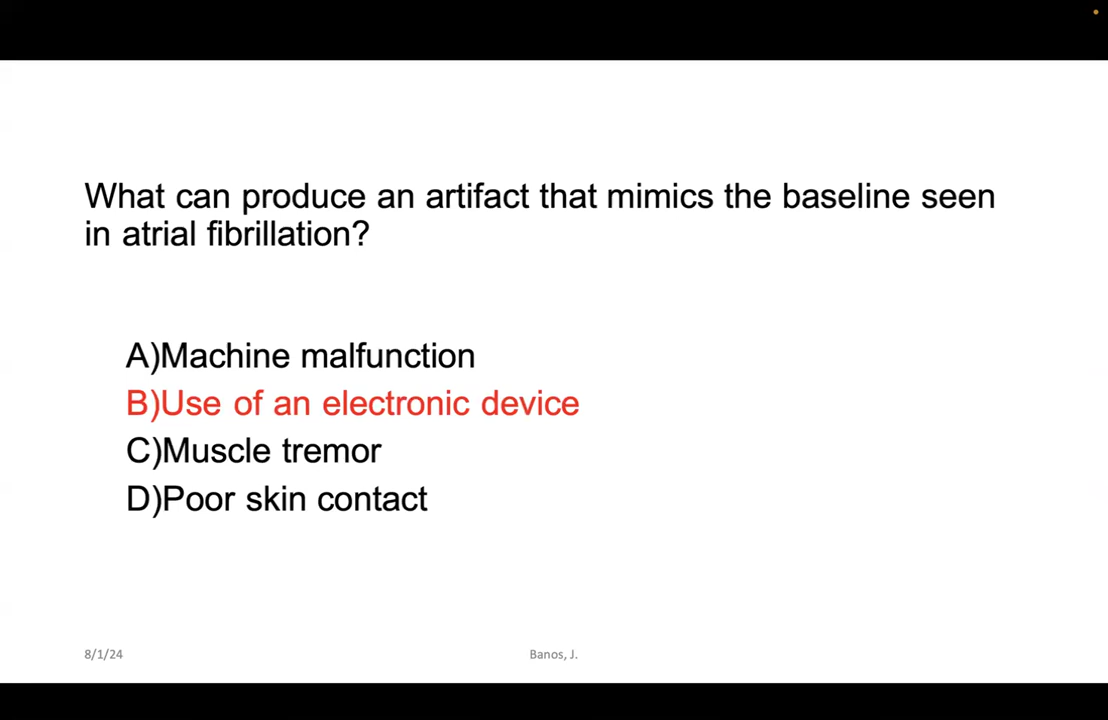 What can produce an artifact that mimics the baseline seen
in atrial fibrillation?
A)Machine malfunction
B)Use of an electronic device
C)Muscle tremor
D)Poor skin contact
8/1/24
Banos, J.